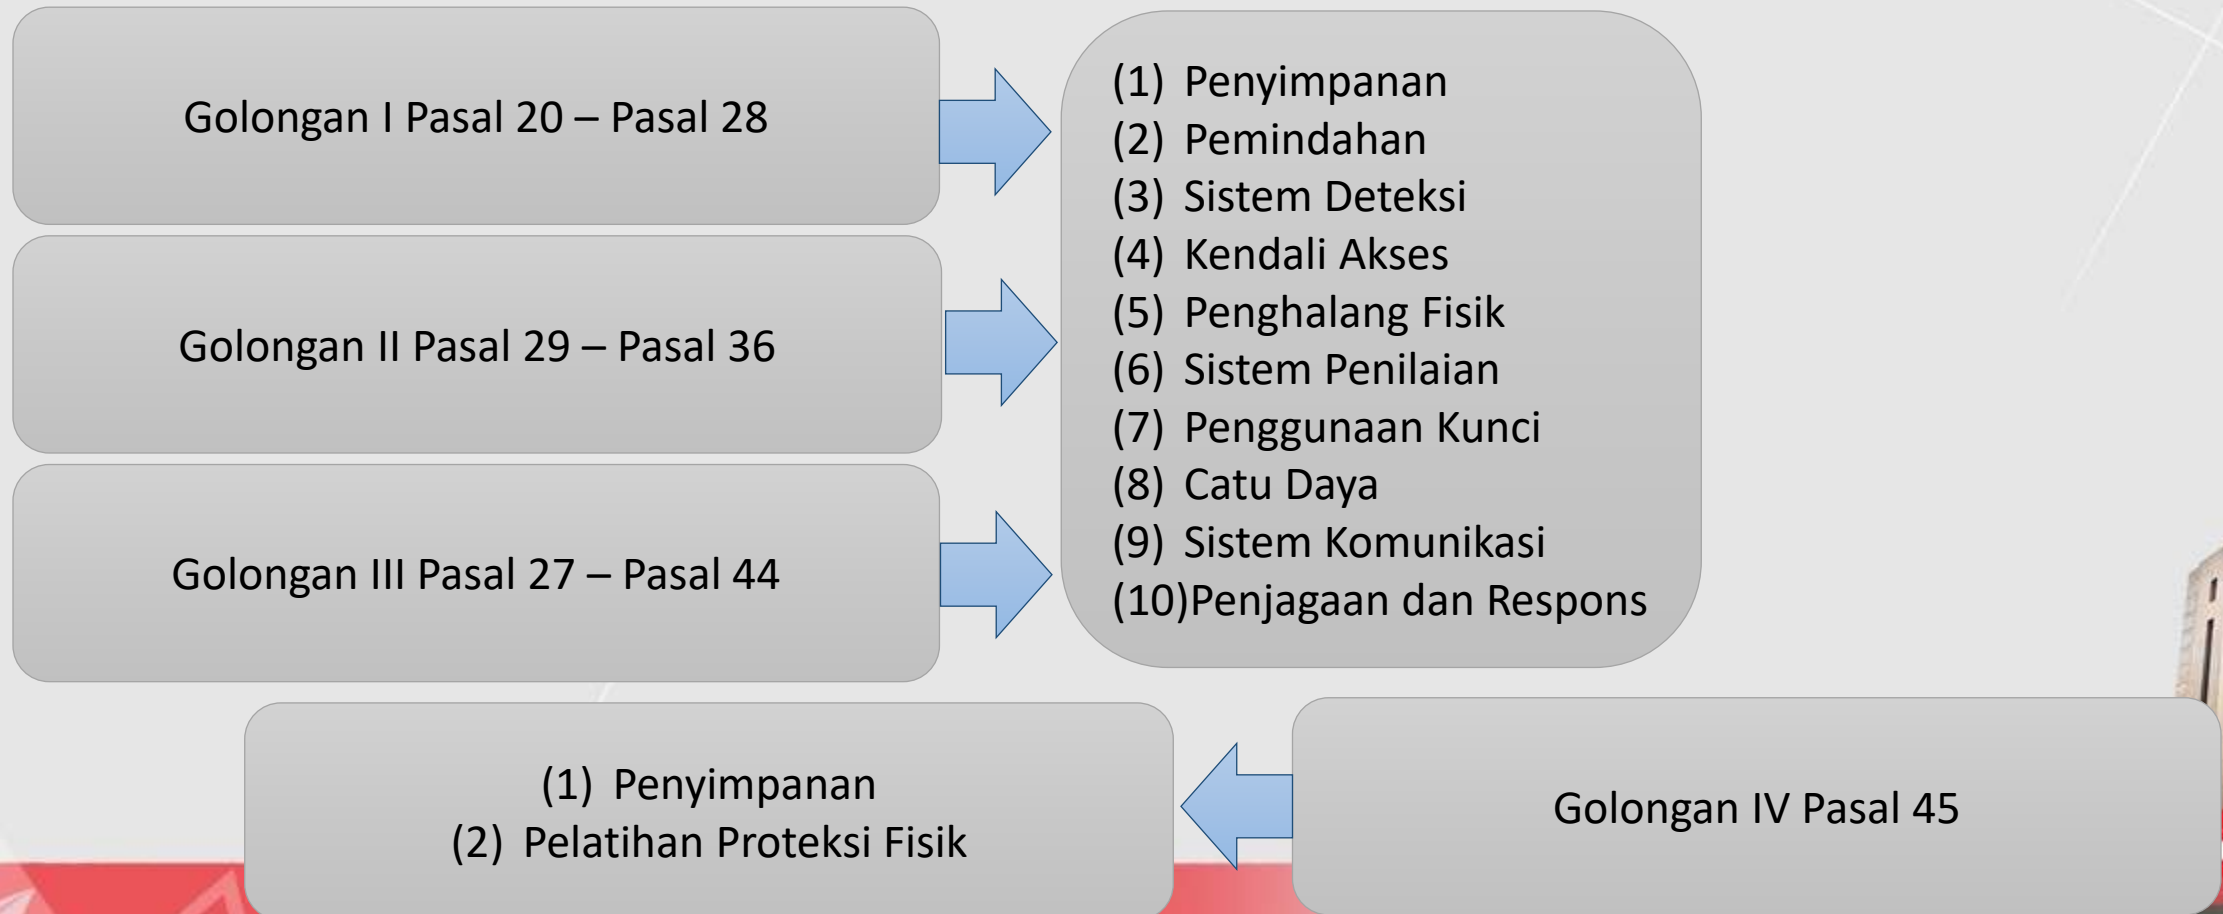 Golongan I Pasal 20 – Pasal 28
Golongan II Pasal 29 – Pasal 36
Golongan III Pasal 27 – Pasal 44
(1) Penyimpanan
(2) Pemindahan
(3) Sistem Deteksi
(4) Kendali Akses
(5) Penghalang Fisik
(6) Sistem Penilaian
(7) Penggunaan Kunci
(8) Catu Daya
(9) Sistem Komunikasi
(10)Penjagaan dan Respons
(1) Penyimpanan
(2) Pelatihan Proteksi Fisik
Golongan IV Pasal 45